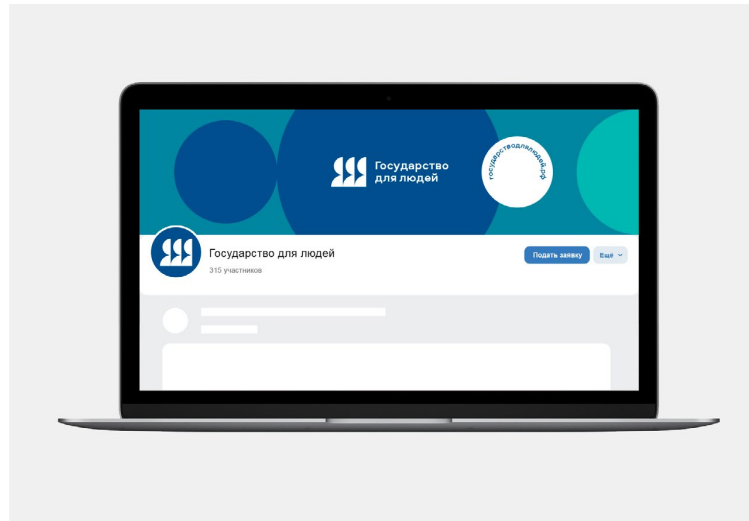 Государство
для людей
государстводлялюдей.рф
Государство для людей
315 участников
Подать заявку
Ещё